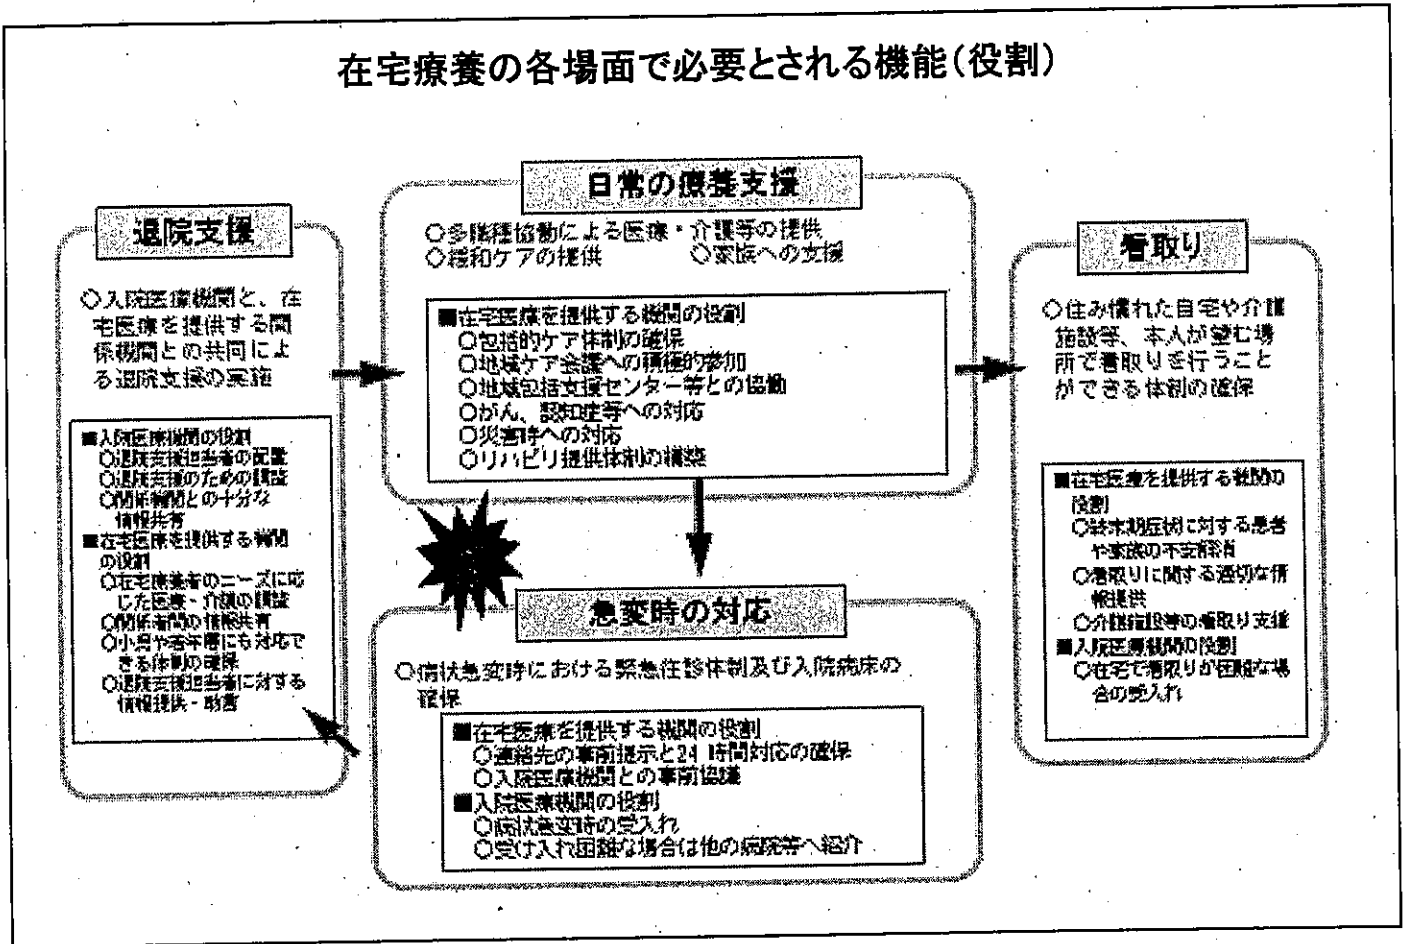 在宅療養の各場面で必要とされる機能(役割)
退院支援
○入院医療機関と、在
宅医療を提供する関
係機関との共同によ
る退院支援の実施
■入院医療機関の役割
○退院支援担当者の配置
○退院支援のための調整
○関係機関との十分な
情報共有
■在宅医療を提供する機関
の役割
○在宅療養者のニーズに応
じた医療・介護の調整
○関係者間の情報共有
○小児や若年層にも対応で
きる体制の確保
○退院支援担当者に対する
情報提供・助言
日常の療養支援
○多職種協働による医療・介護等の提供
○緩和ケアの提供 ○家族への支援
■在宅医療を提供する機関の役割
○包括的ケア体制の確保
○地域ケア会議への積極的参加
○地域包括支援センター等との協働
○がん、認知症等への対応
○災害時への対応
○リハビリ提供体制の構築
急変時の対応
○病状急変時における緊急往診体制及び入院病床の
確保
■在宅医療を提供する機関の役割
○連絡先の事前提示と24 時間対応の確保
○入院医療機関との事前協議
■入院医療機関の役割
○病状急変時の受入れ
○受け入れ困難な場合は他の病院等へ紹介
看取り
○住み慣れた自宅や介護
施設等、本人が望む場
所で看取りを行うこと
ができる体制の確保
■在宅医療を提供する機関の
役割
○終末期症状に対する患者
や家族の不安解消
○看取りに関する適切な情
報提供
○介護施設等の看取り支援
■入院医療機関の役割
○在宅で看取りが困難な場
合の受入れ